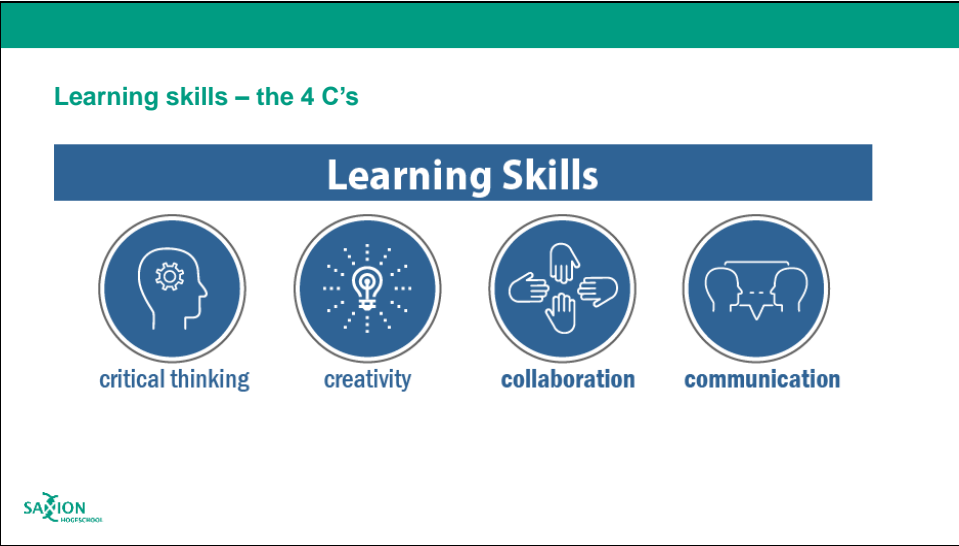 Learning skills – the 4 C’s
Learning Skills
critical thinking
creativity
collaboration
communication
SAXION
HOGESCHOOL